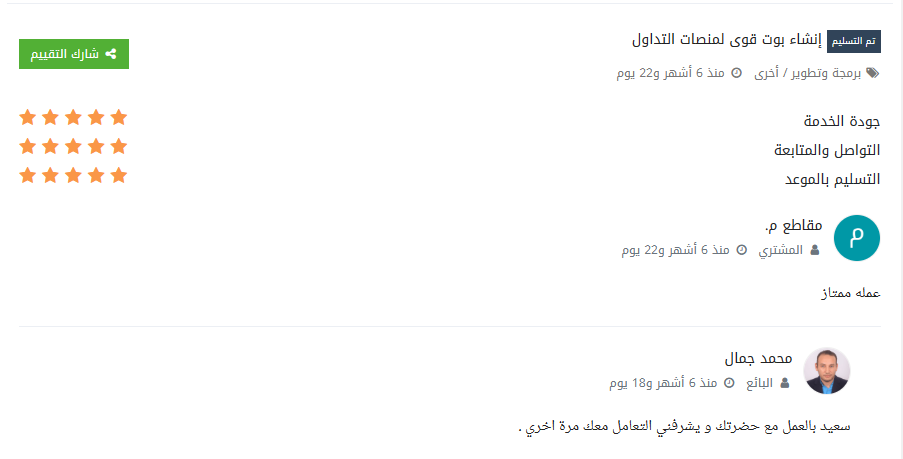 تم التسليم إنشاء بوت قوى لمنصات التداول
شارك التقييم
برمجة وتطوير / أخرى منذ 6 أشهر و22 يوم
جودة الخدمة
التواصل والمتابعة
التسليم بالموعد
م
مقاطع م.
المشتري منذ 6 أشهر و22 يوم
عمله ممتاز
محمد جمال
البائع منذ 6 أشهر و18 يوم
سعيد بالعمل مع حضرتك و يشرفني التعامل معك مرة اخري .